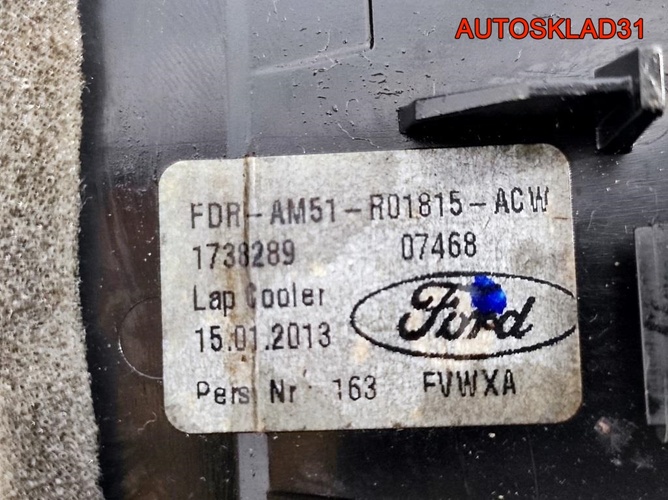 AUTOSKLAD31
FDR-AM51-R01815-ACW
1738289 07468
Lap Cooler
Ford
15.01.2013
Pers Nr 163 FVWXA